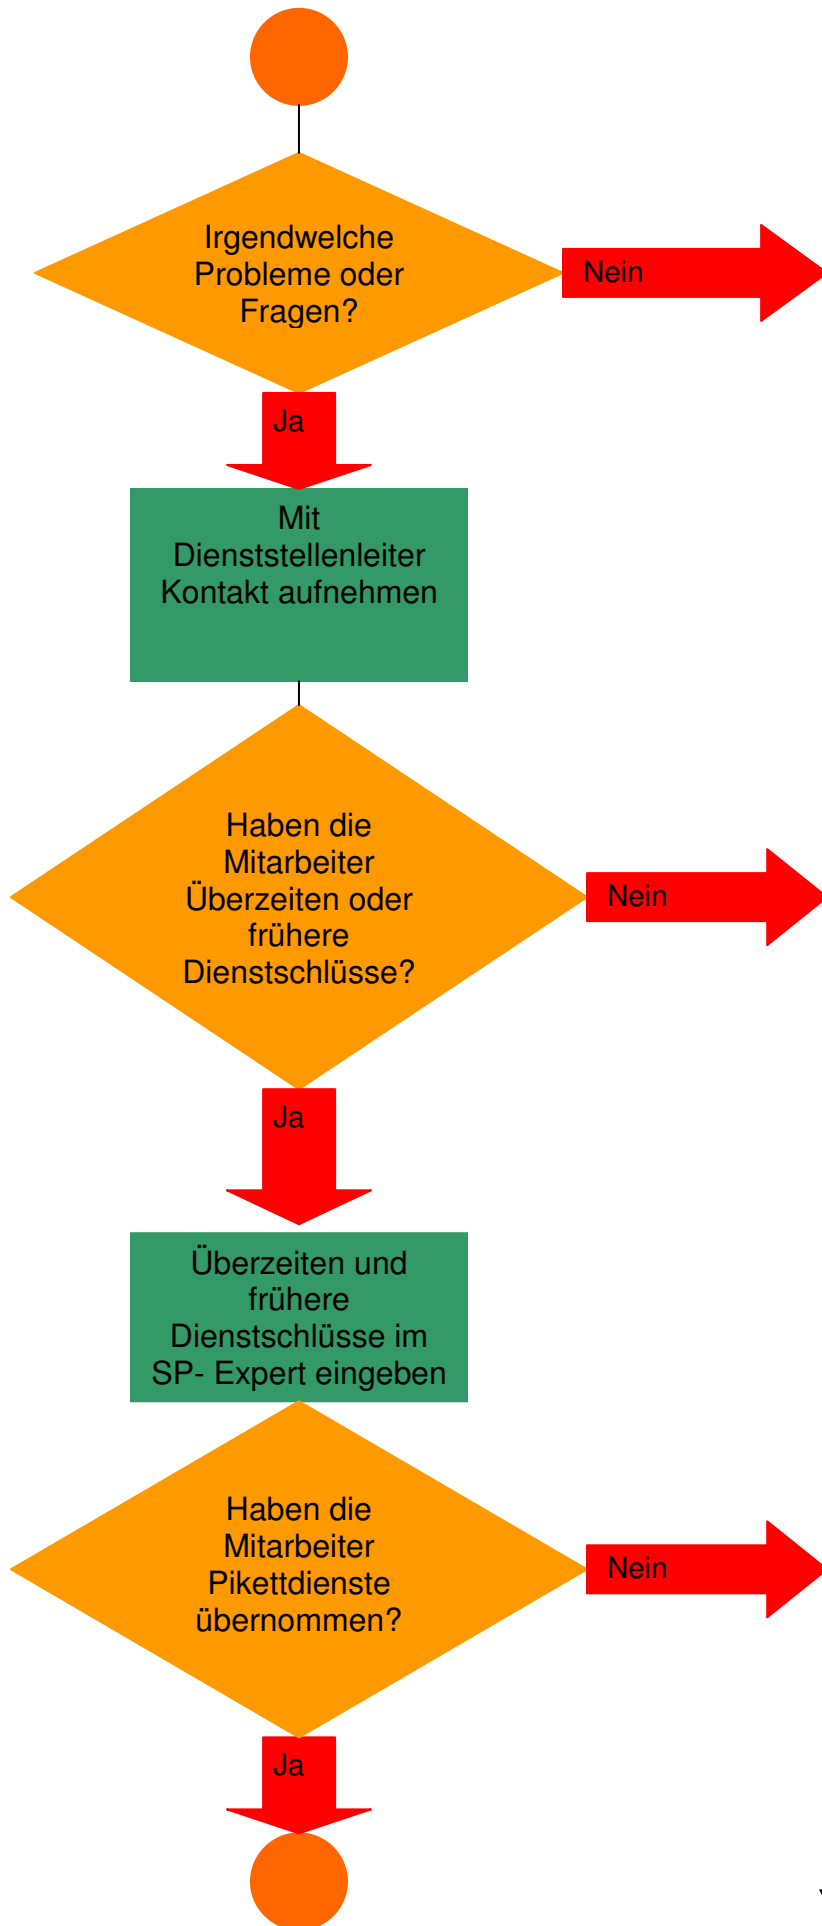 Irgendwelche
Probleme oder
Fragen?
Nein
Ja
Mit
Dienststellenleiter
Kontakt aufnehmen
Haben die
Mitarbeiter
Überzeiten oder
frühere
Dienstschlüsse?
Nein
Ja
Überzeiten und
frühere
Dienstschlüsse im
SP- Expert eingeben
Haben die
Mitarbeiter
Pikettdienste
übernommen?
Nein
Ja